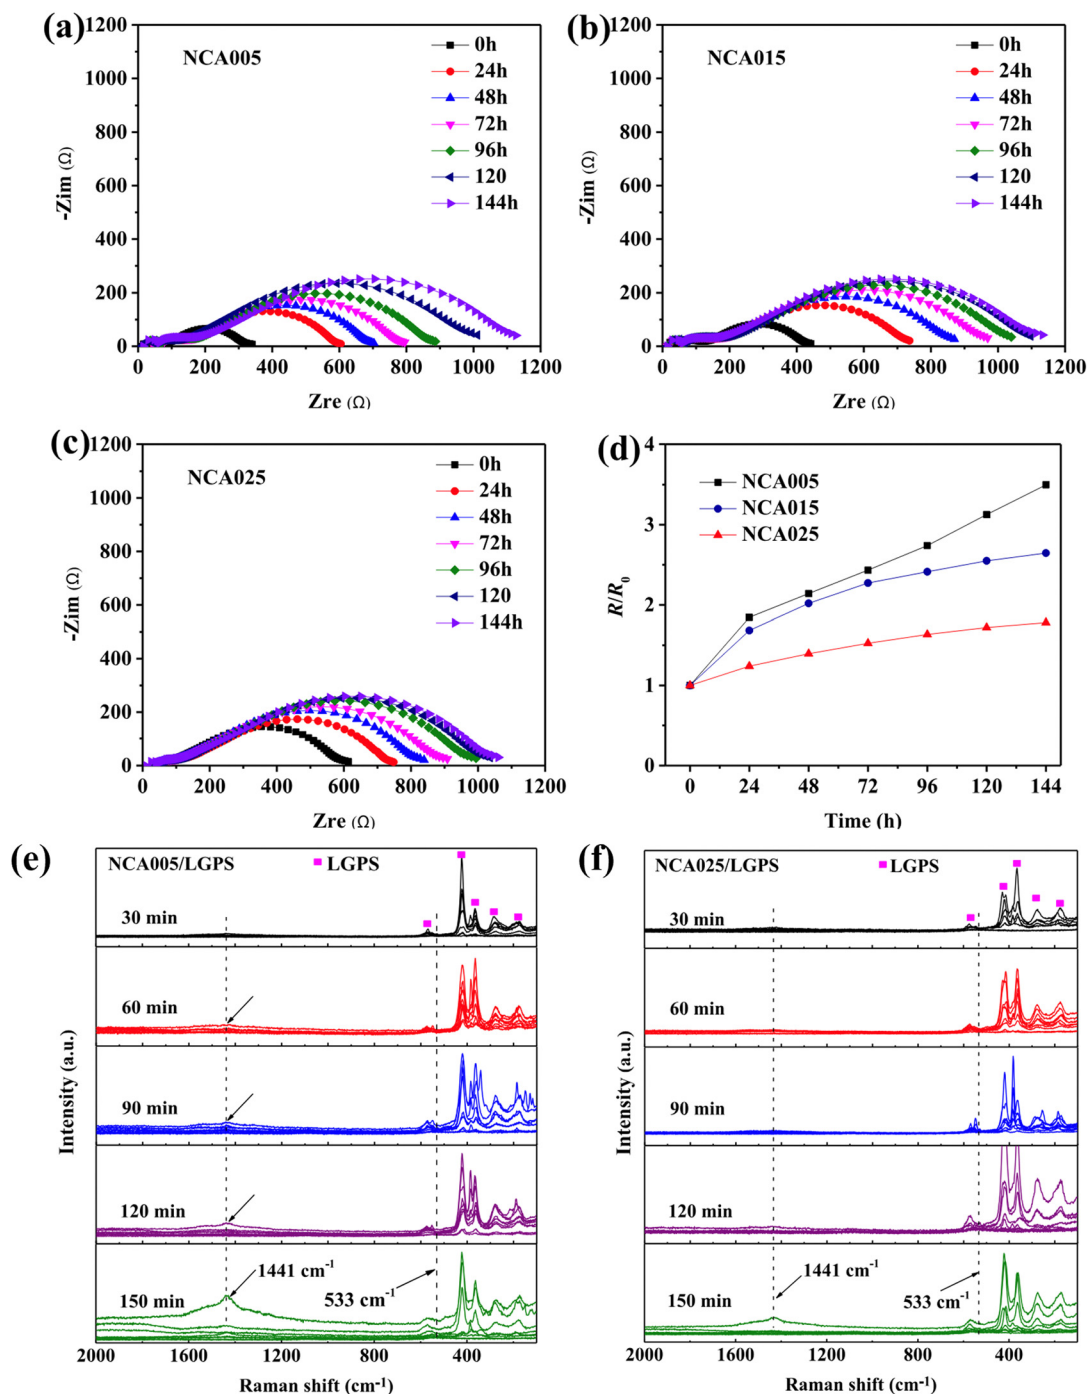 (a)
NCA005
0h
24h
48h
72h
96h
120
144h
-Zim (Ω)
1200
1000
800
600
400
200
0
0 200 400 600 800 1000 1200
Zre (Ω)
(b)
NCA015
0h
24h
48h
72h
96h
120
144h
-Zim (Ω)
1200
1000
800
600
400
200
0
0 200 400 600 800 1000 1200
Zre (Ω)
(c)
NCA025
0h
24h
48h
72h
96h
120
144h
-Zim (Ω)
1200
1000
800
600
400
200
0
0 200 400 600 800 1000 1200
Zre (Ω)
(d)
NCA005
NCA015
NCA025
R/R0
4
3
2
1
0
0 24 48 72 96 120 144
Time (h)
(e)
NCA005/LGPS LGPS
30 min
60 min
90 min
120 min
150 min
1441 cm-1
533 cm-1
Intensity (a.u.)
2000 1600 1200 800 400
Raman shift (cm-1)
(f)
NCA025/LGPS LGPS
30 min
60 min
90 min
120 min
150 min
1441 cm-1
533 cm-1
Intensity (a.u.)
2000 1600 1200 800 400
Raman shift (cm-1)